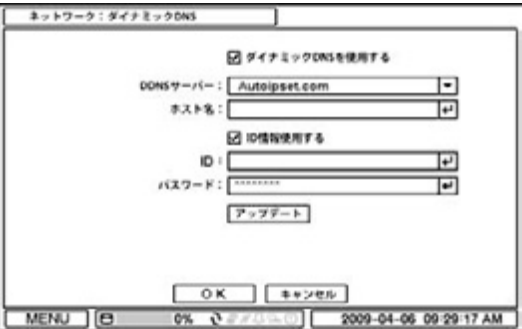 ネットワーク：ダイナミックDNS
ダイナミックDNSを使用する
DDNSサーバー： Autoipset.com
ホスト名：
ID情報使用する
ID：
パスワード： ********
アップデート
OK キャンセル
MENU 0% 2009-04-06 09:29:17 AM